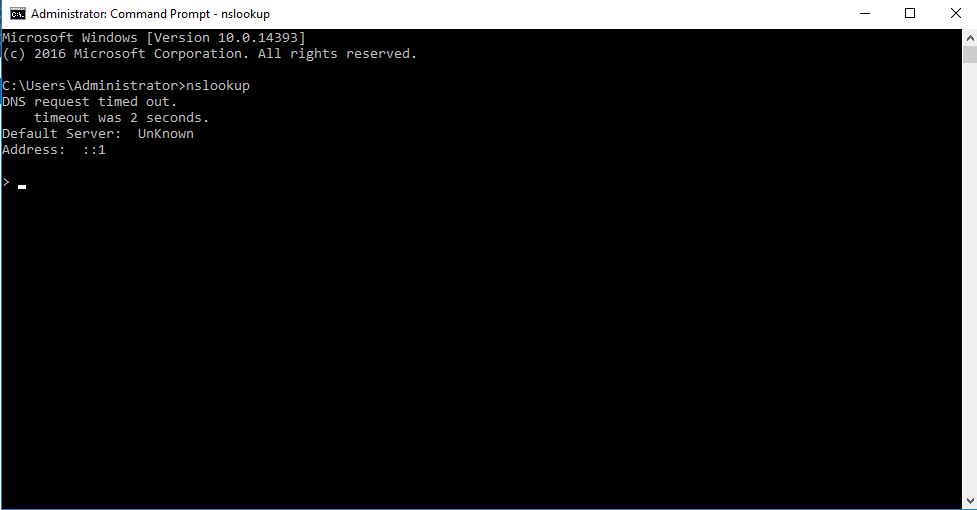 Administrator: Command Prompt - nslookup
Microsoft Windows [Version 10.0.14393]
(c) 2016 Microsoft Corporation. All rights reserved.
C:\Users\Administrator>nslookup
DNS request timed out.
    timeout was 2 seconds.
Default Server:  UnKnown
Address:  ::1
>